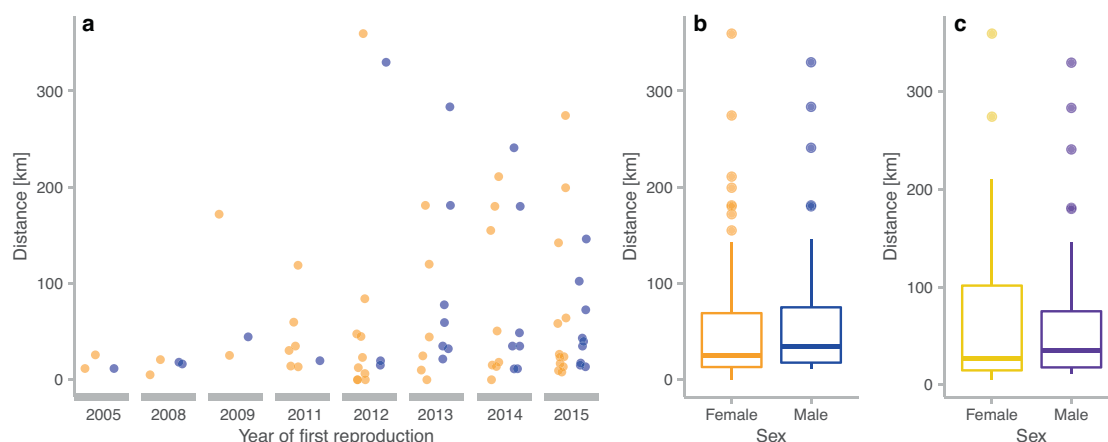 a
Distance [km]
300
200
100
0
2005 2008 2009 2011 2012 2013 2014 2015
Year of first reproduction
b
Distance [km]
300
200
100
0
Female Male
Sex
c
Distance [km]
300
200
100
0
Female Male
Sex